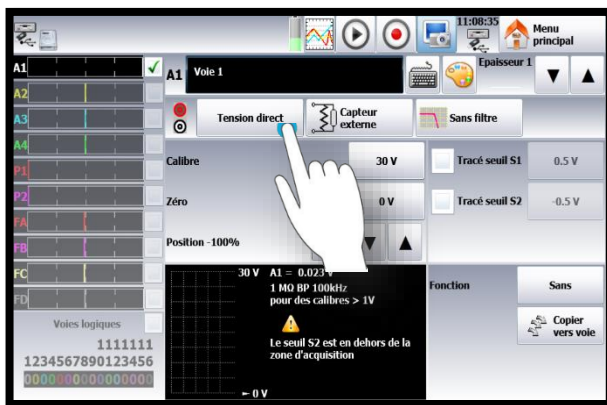 11:08:35
Menu
principal
A1
A2
A3
A4
P1
P2
FA
FB
FC
FD
Voies logiques
1111111
1234567890123456
0000000000000000
A1 Voie 1
Epaisseur 1
Tension direct
Capteur
externe
Sans filtre
Calibre
30 V
Tracé seuil S1
0.5 V
Zéro
0 V
Tracé seuil S2
-0.5 V
Position -100%
30 V
A1 = 0.023 V
1 MΩ BP 100kHz
pour des calibres > 1V
Le seuil S2 est en dehors de la
zone d'acquisition
0 V
Fonction
Sans
Copier
vers voie